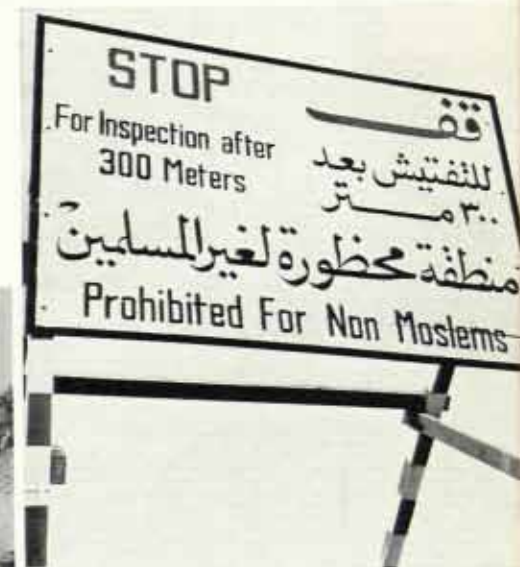 STOP
For Inspection after
300 Meters
قف
للتفتيش بعد
٣٠٠ متر
منطقة محظورة لغير المسلمين
Prohibited For Non Moslems